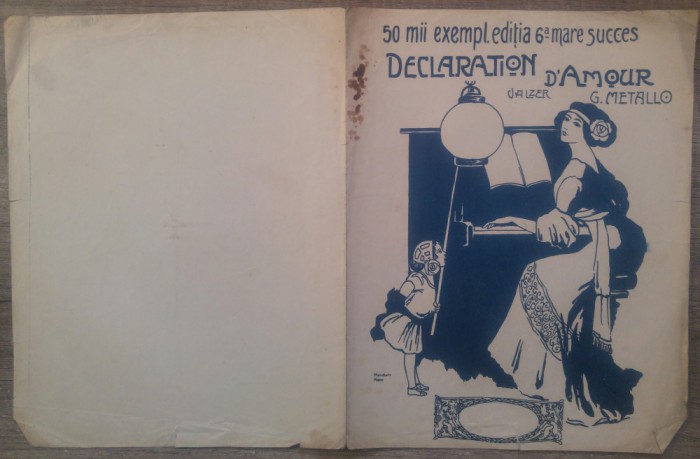 50 mii exempl. ediția 6ª mare succes
DECLARATION D'AMOUR
VALZER G. METALLO